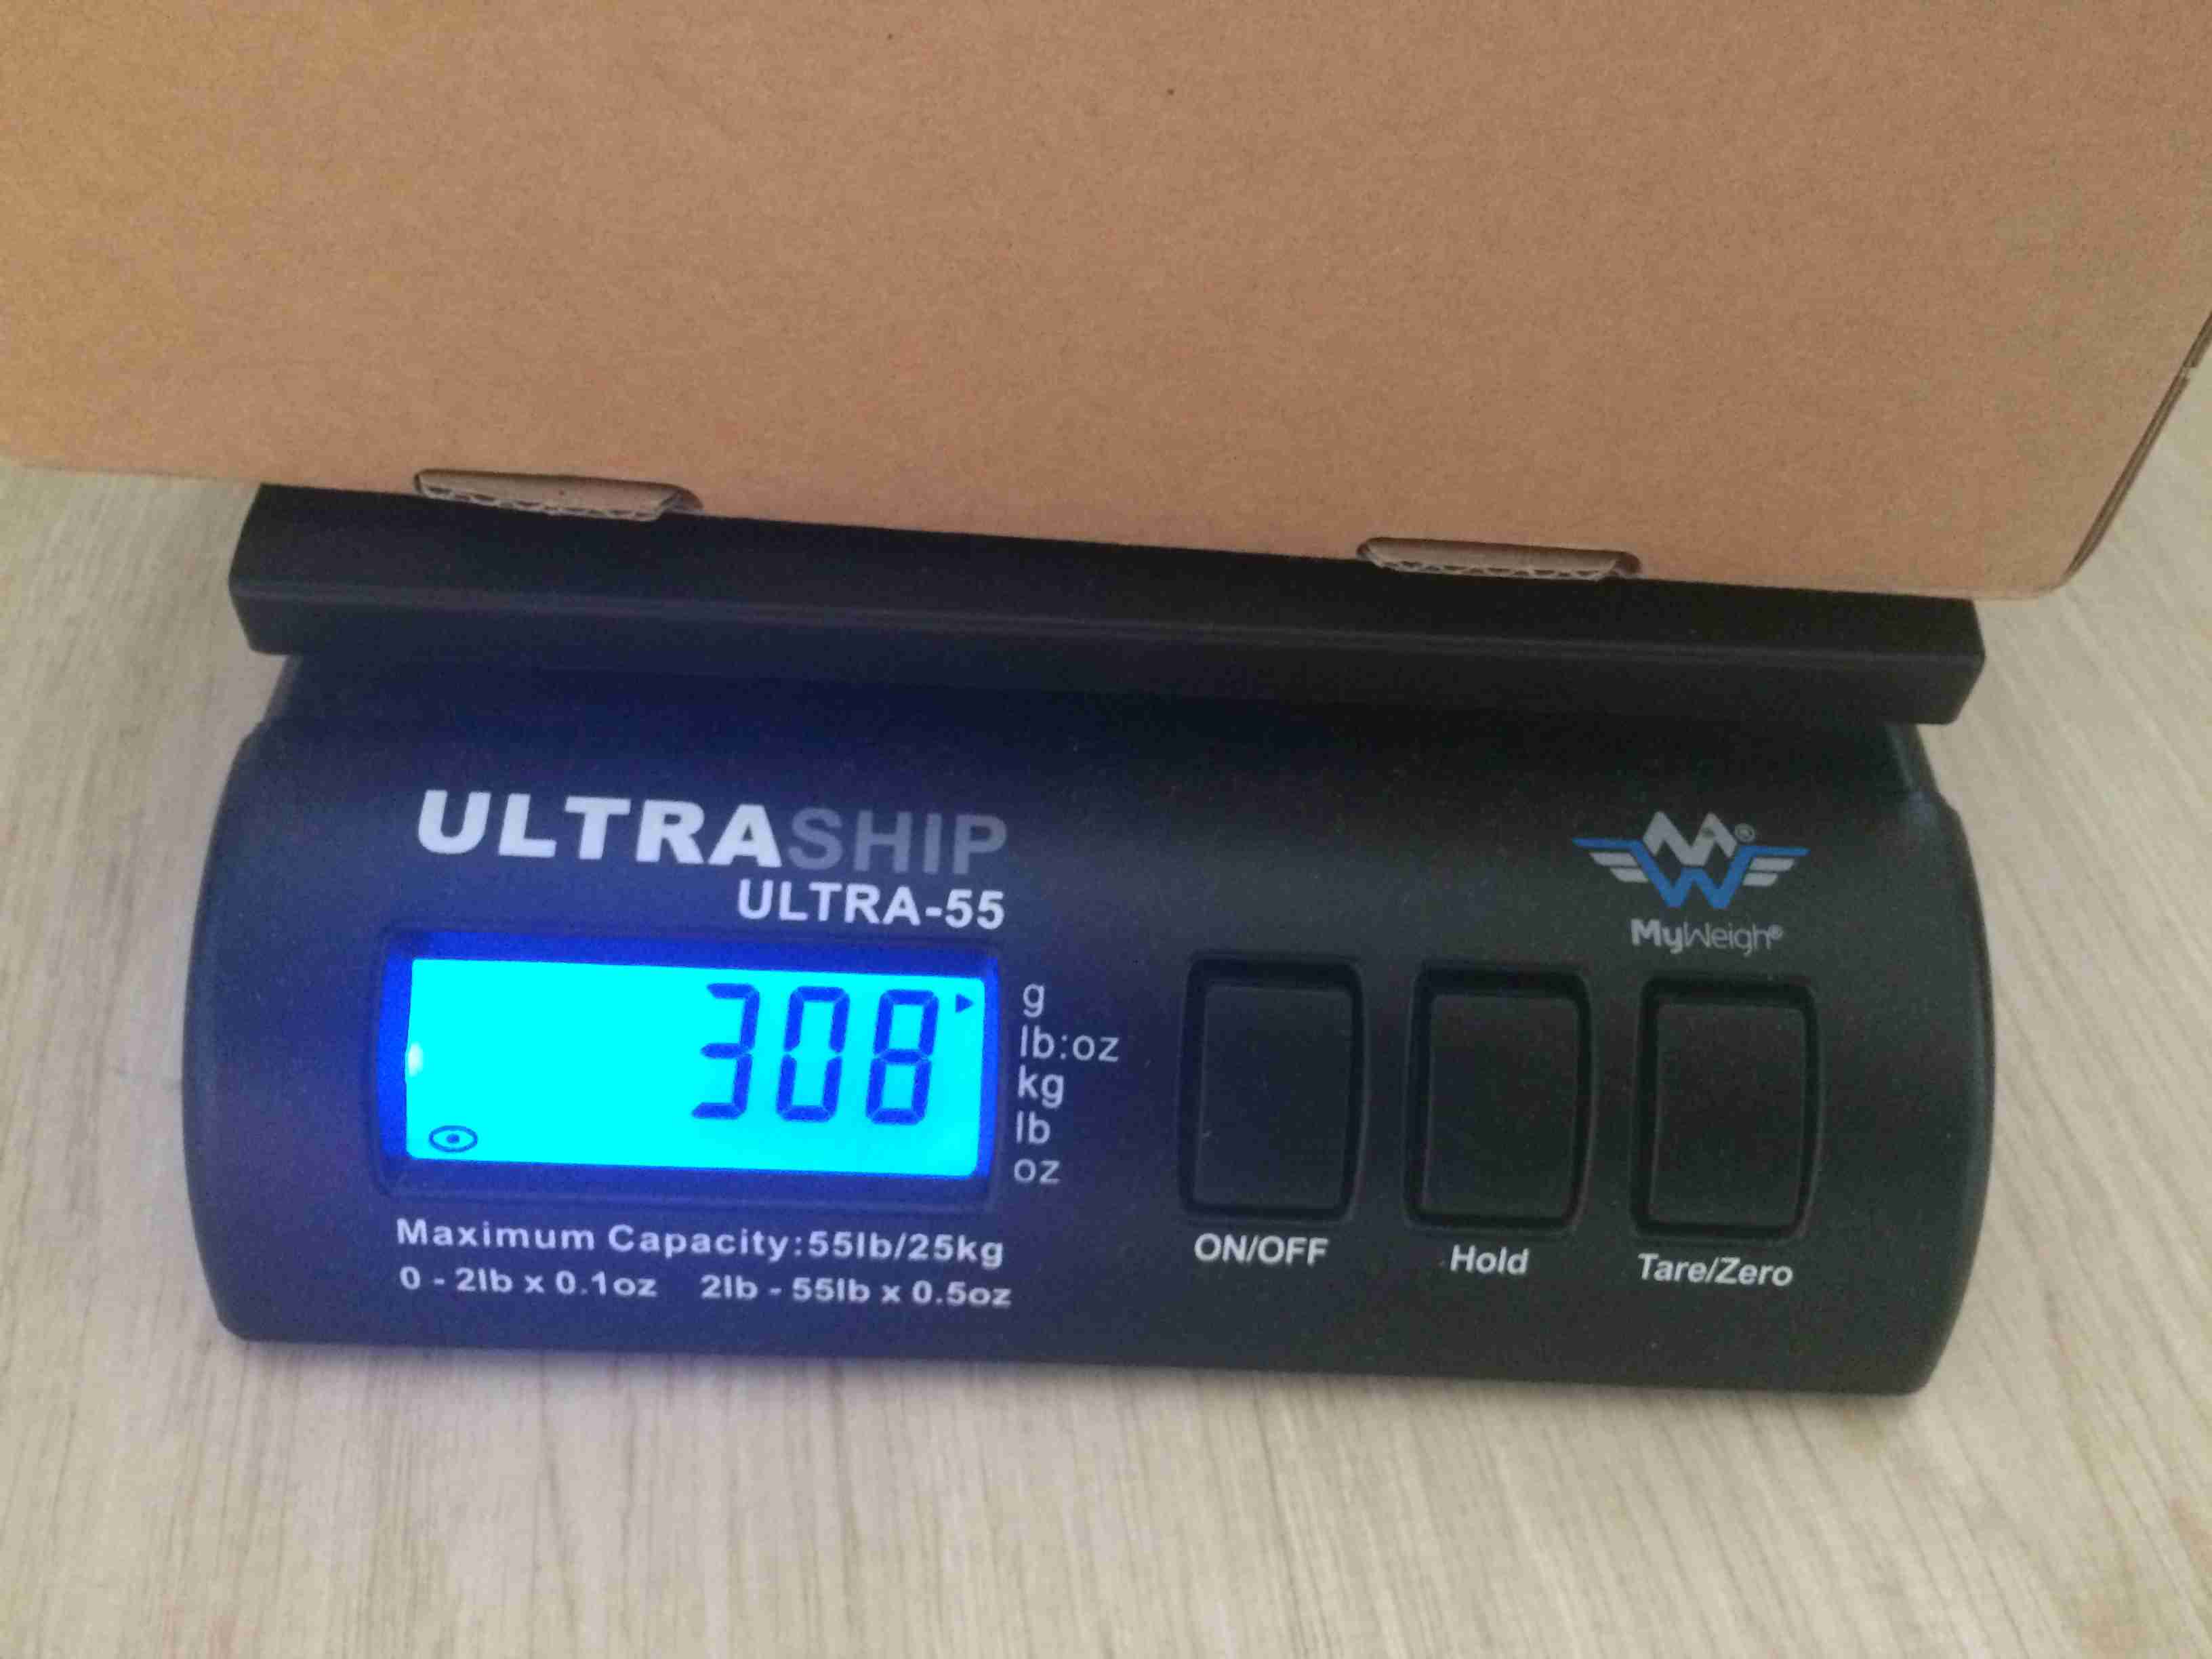 ULTRASHIP
ULTRA-55
MyWeigh®
308
g
lb:oz
kg
lb
oz
Maximum Capacity:55lb/25kg
0 - 2lb x 0.1oz 2lb - 55lb x 0.5oz
ON/OFF
Hold
Tare/Zero